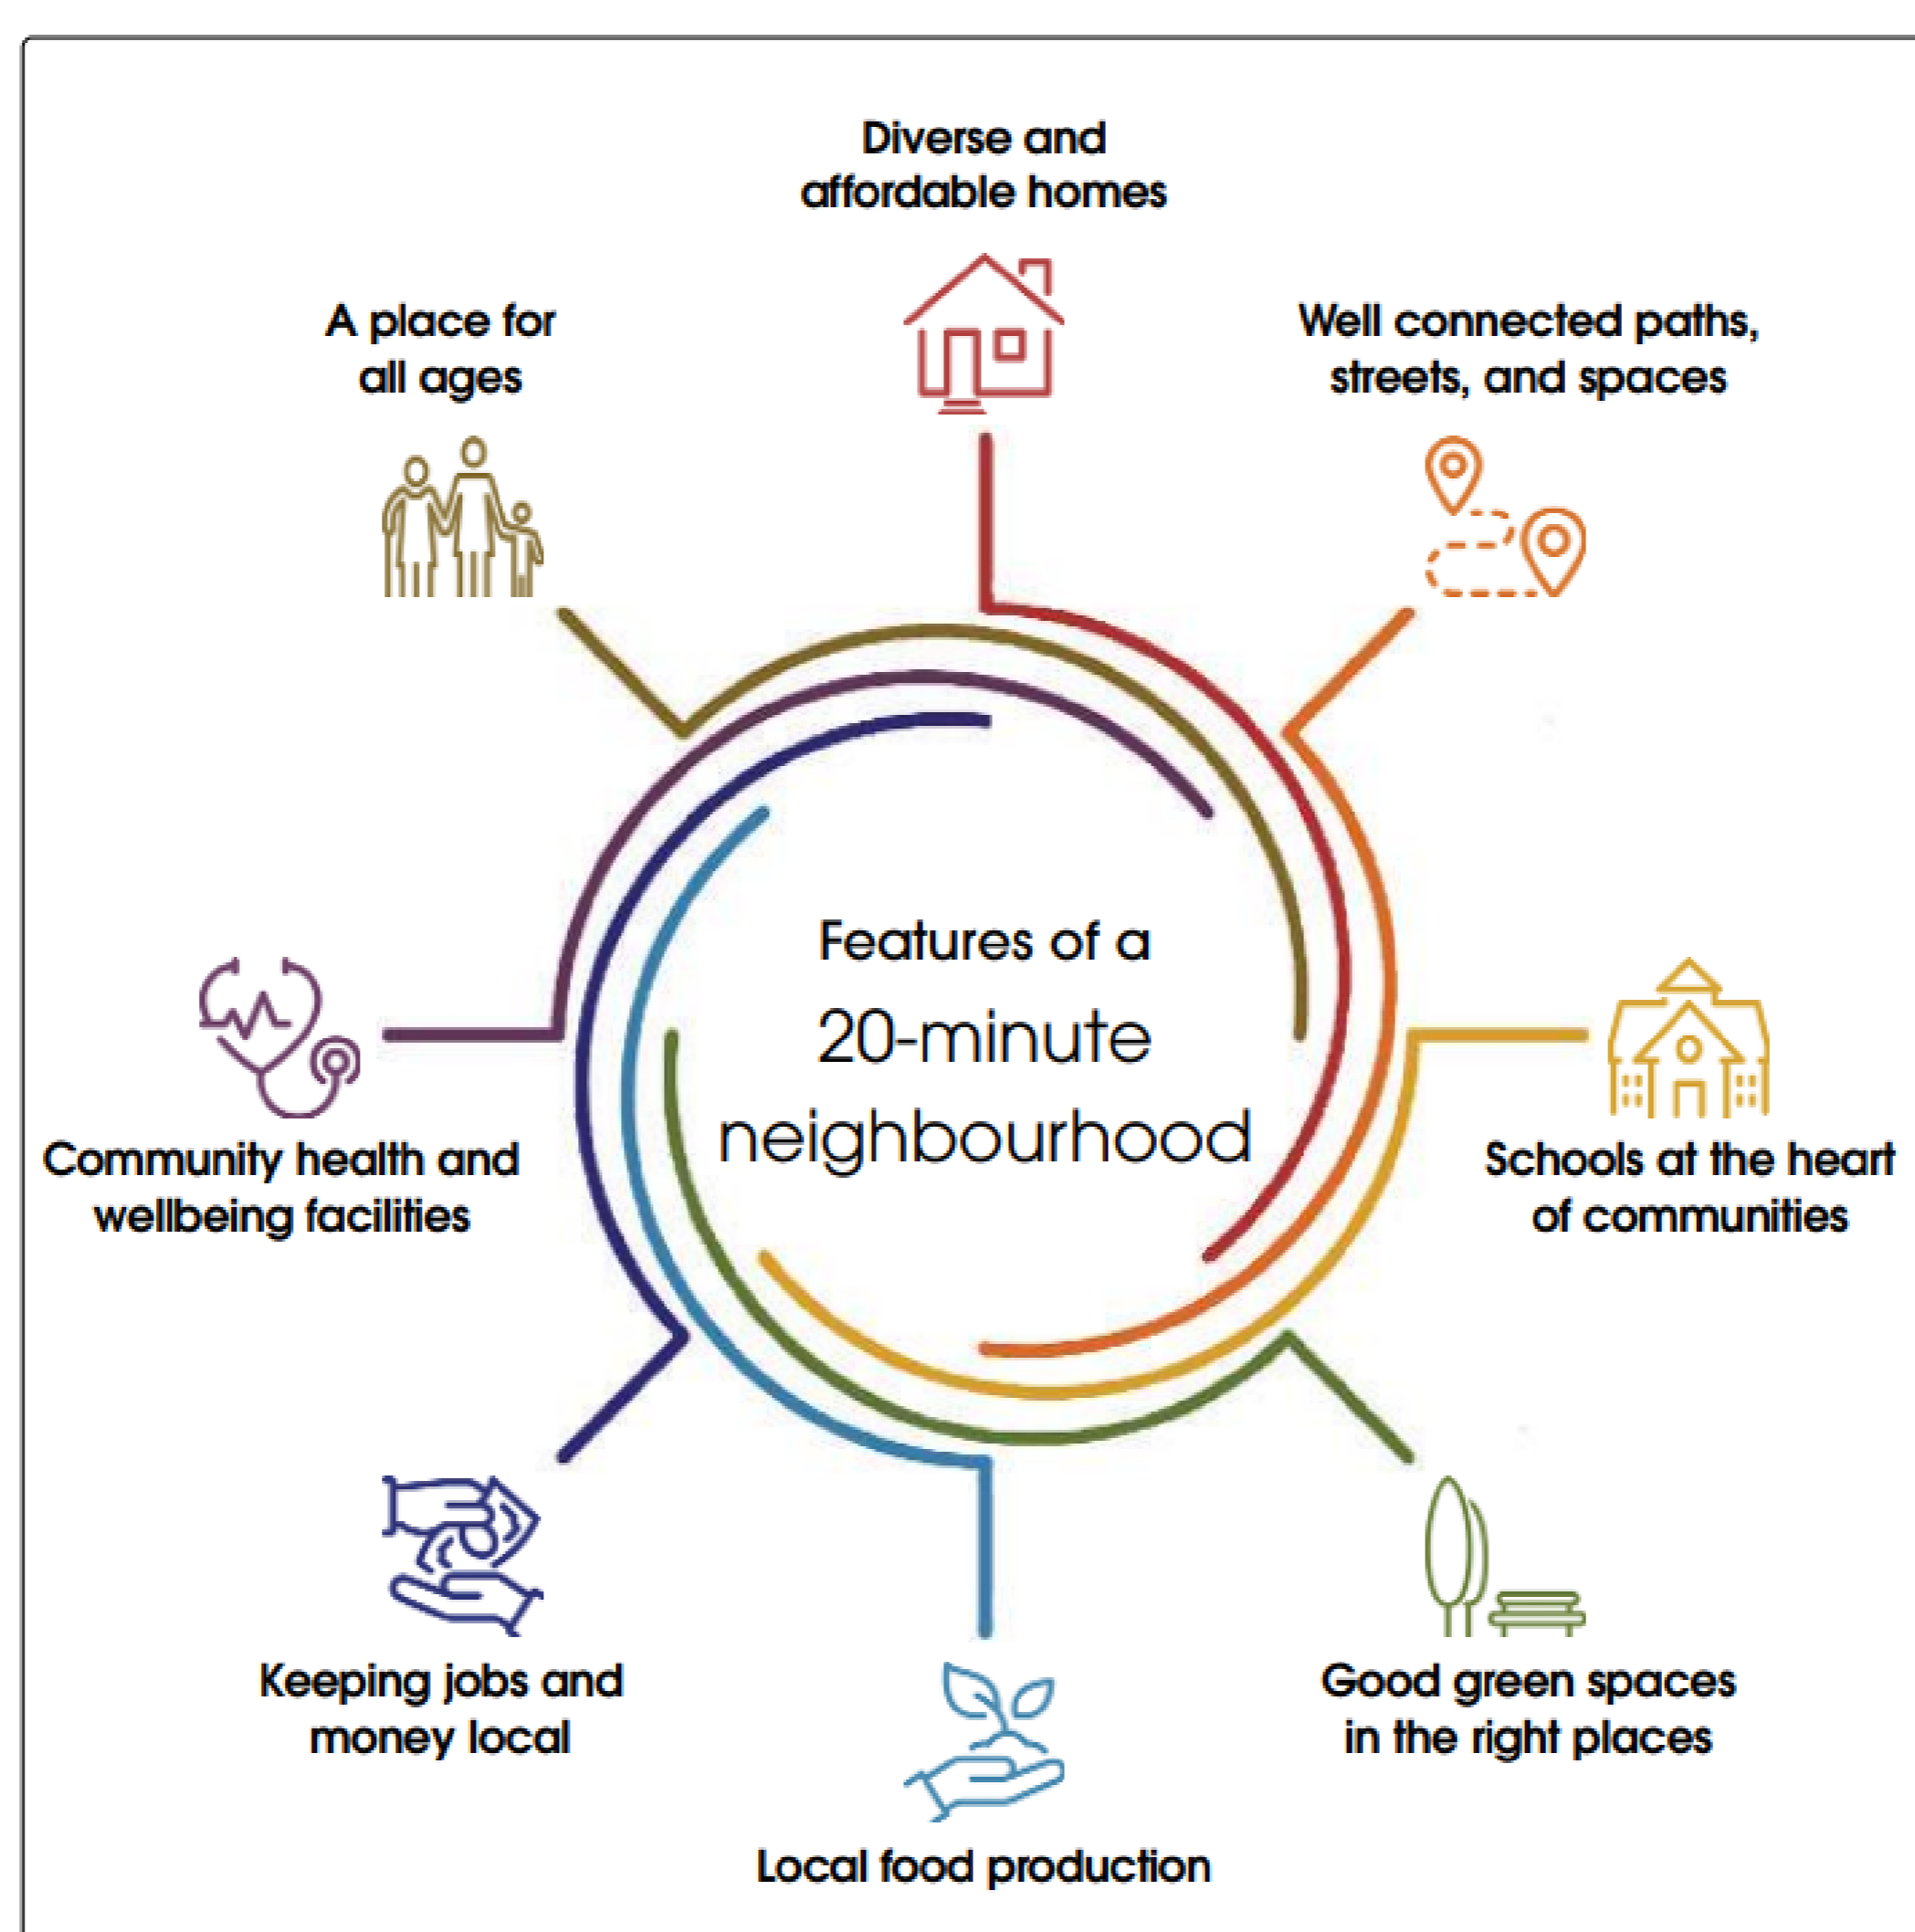 Diverse and
affordable homes
A place for
all ages
Well connected paths,
streets, and spaces
Features of a
20-minute
neighbourhood
Community health and
wellbeing facilities
Schools at the heart
of communities
Keeping jobs and
money local
Good green spaces
in the right places
Local food production